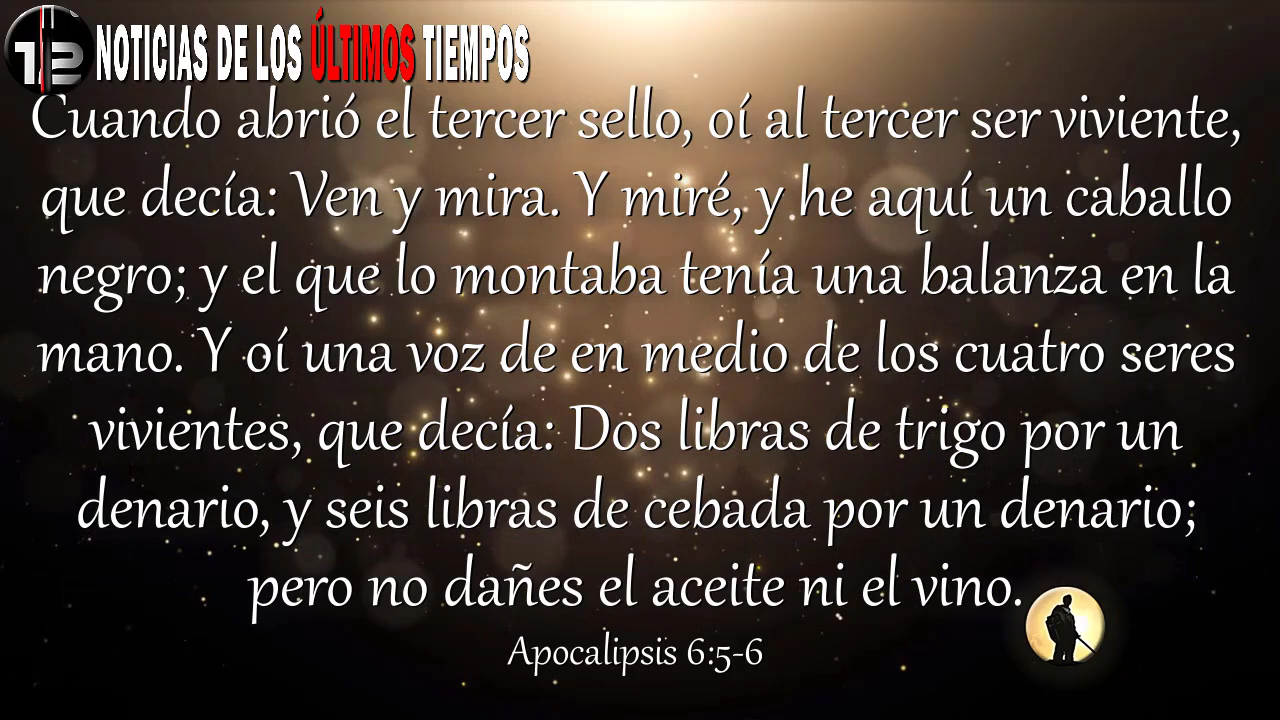 12 NOTICIAS DE LOS ÚLTIMOS TIEMPOS
Cuando abrió el tercer sello, oí al tercer ser viviente,
que decía: Ven y mira. Y miré, y he aquí un caballo
negro; y el que lo montaba tenía una balanza en la
mano. Y oí una voz de en medio de los cuatro seres
vivientes, que decía: Dos libras de trigo por un
denario, y seis libras de cebada por un denario;
pero no dañes el aceite ni el vino.
Apocalipsis 6:5-6